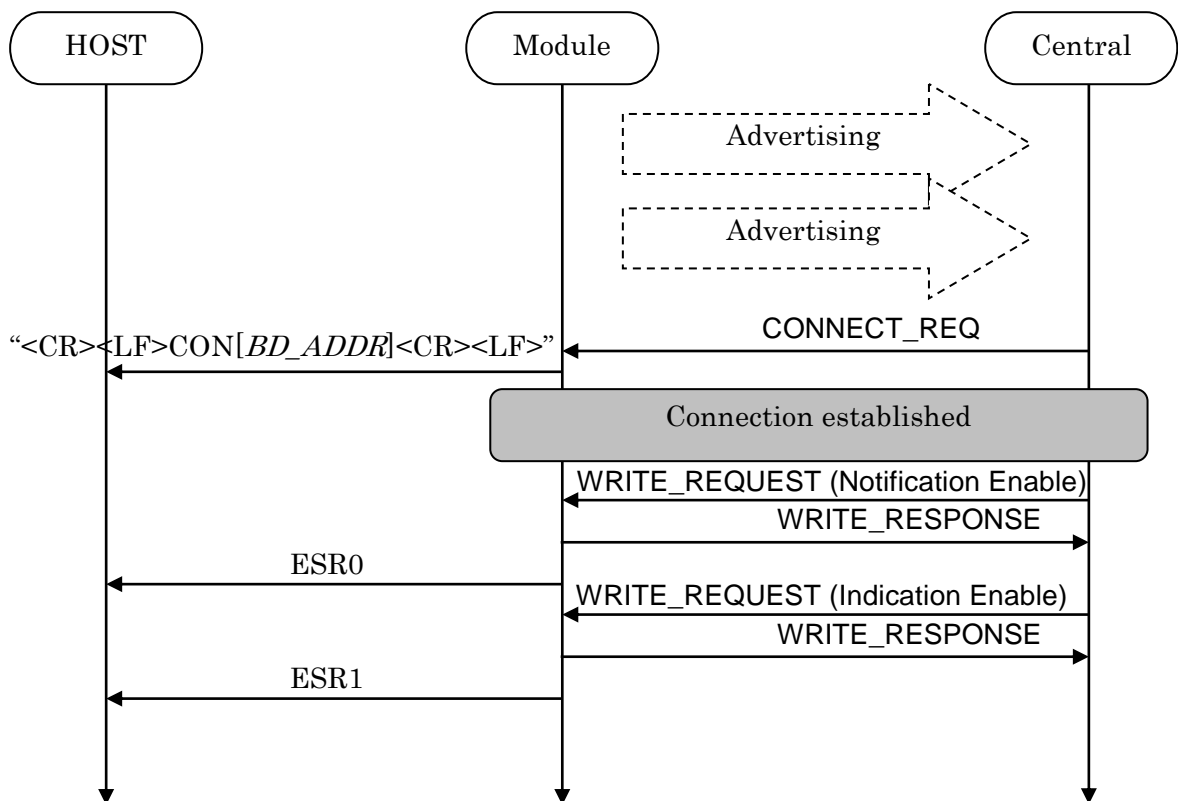 HOST
Module
Central
Advertising
Advertising
CONNECT_REQ
“<CR><LF>CON[BD_ADDR]<CR><LF>”
Connection established
WRITE_REQUEST (Notification Enable)
WRITE_RESPONSE
ESR0
WRITE_REQUEST (Indication Enable)
WRITE_RESPONSE
ESR1